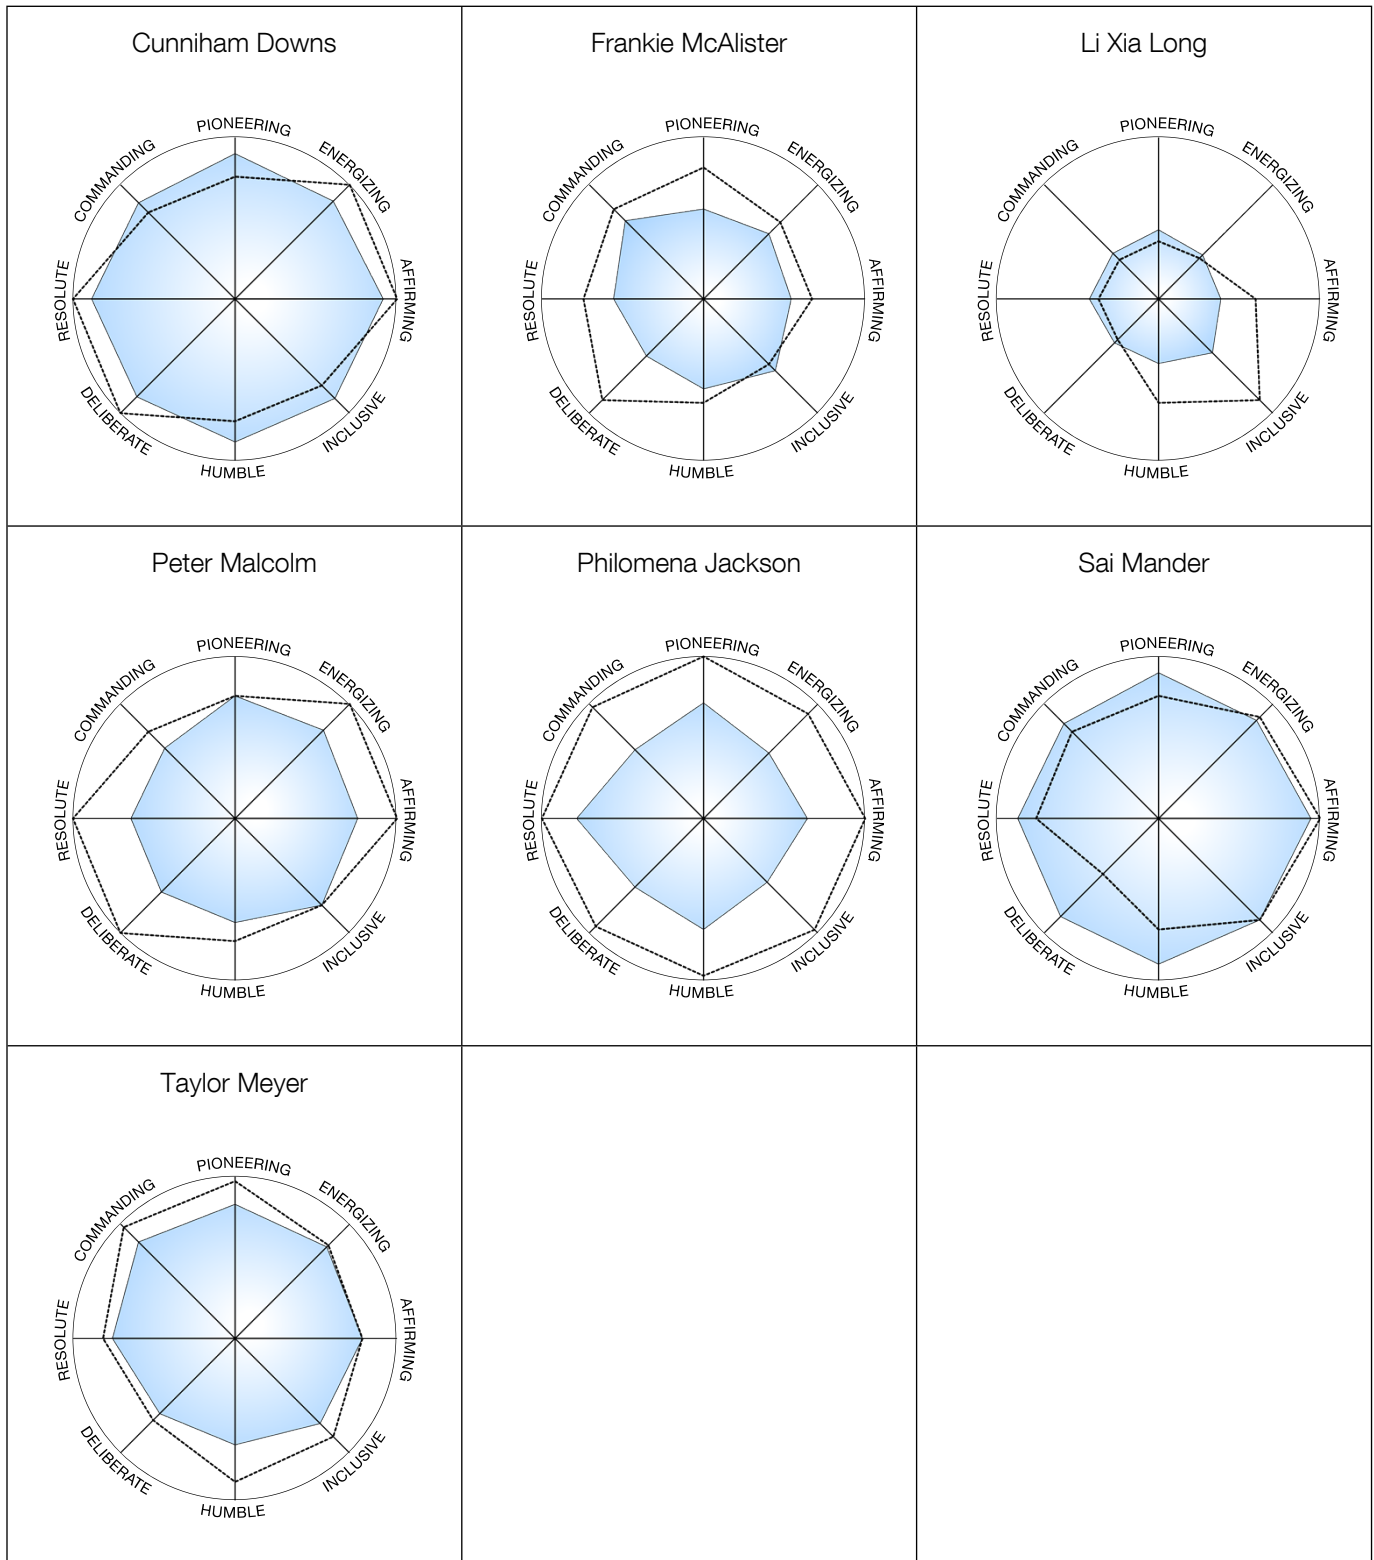 Cunniham Downs
PIONEERING
ENERGIZING
AFFIRMING
INCLUSIVE
HUMBLE
DELIBERATE
RESOLUTE
COMMANDING
Frankie McAlister
PIONEERING
ENERGIZING
AFFIRMING
INCLUSIVE
HUMBLE
DELIBERATE
RESOLUTE
COMMANDING
Li Xia Long
PIONEERING
ENERGIZING
AFFIRMING
INCLUSIVE
HUMBLE
DELIBERATE
RESOLUTE
COMMANDING
Peter Malcolm
PIONEERING
ENERGIZING
AFFIRMING
INCLUSIVE
HUMBLE
DELIBERATE
RESOLUTE
COMMANDING
Philomena Jackson
PIONEERING
ENERGIZING
AFFIRMING
INCLUSIVE
HUMBLE
DELIBERATE
RESOLUTE
COMMANDING
Sai Mander
PIONEERING
ENERGIZING
AFFIRMING
INCLUSIVE
HUMBLE
DELIBERATE
RESOLUTE
COMMANDING
Taylor Meyer
PIONEERING
ENERGIZING
AFFIRMING
INCLUSIVE
HUMBLE
DELIBERATE
RESOLUTE
COMMANDING